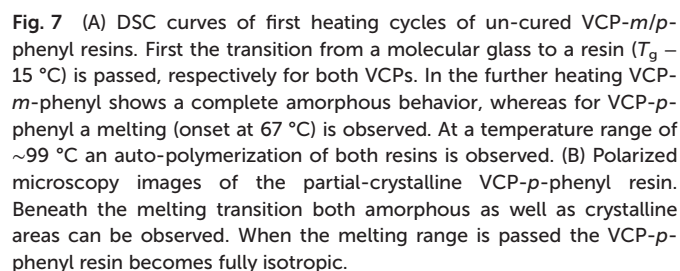 Fig. 7 (A) DSC curves of first heating cycles of un-cured VCP-m/p-
phenyl resins. First the transition from a molecular glass to a resin (Tg −
15 °C) is passed, respectively for both VCPs. In the further heating VCP-
m-phenyl shows a complete amorphous behavior, whereas for VCP-p-
phenyl a melting (onset at 67 °C) is observed. At a temperature range of
~99 °C an auto-polymerization of both resins is observed. (B) Polarized
microscopy images of the partial-crystalline VCP-p-phenyl resin.
Beneath the melting transition both amorphous as well as crystalline
areas can be observed. When the melting range is passed the VCP-p-
phenyl resin becomes fully isotropic.